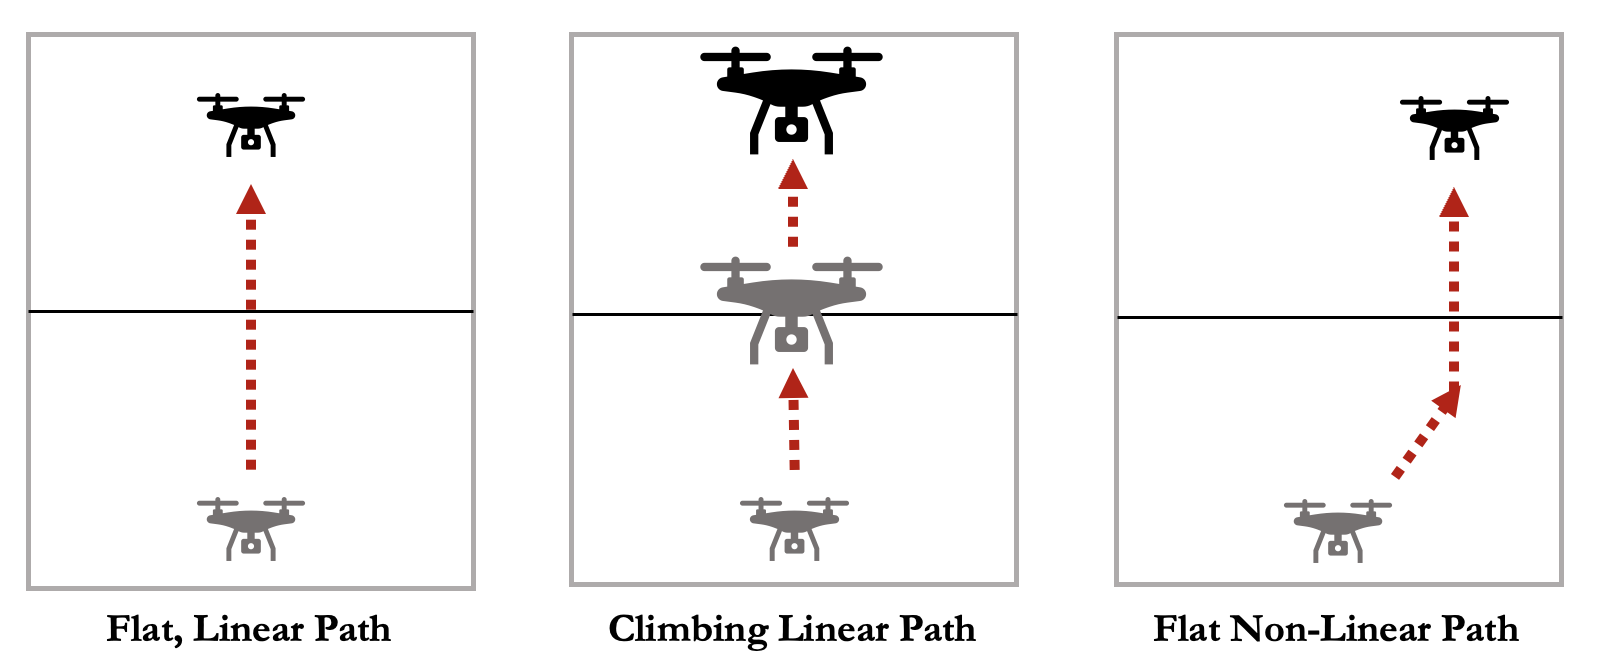 Flat, Linear Path
Climbing Linear Path
Flat Non-Linear Path